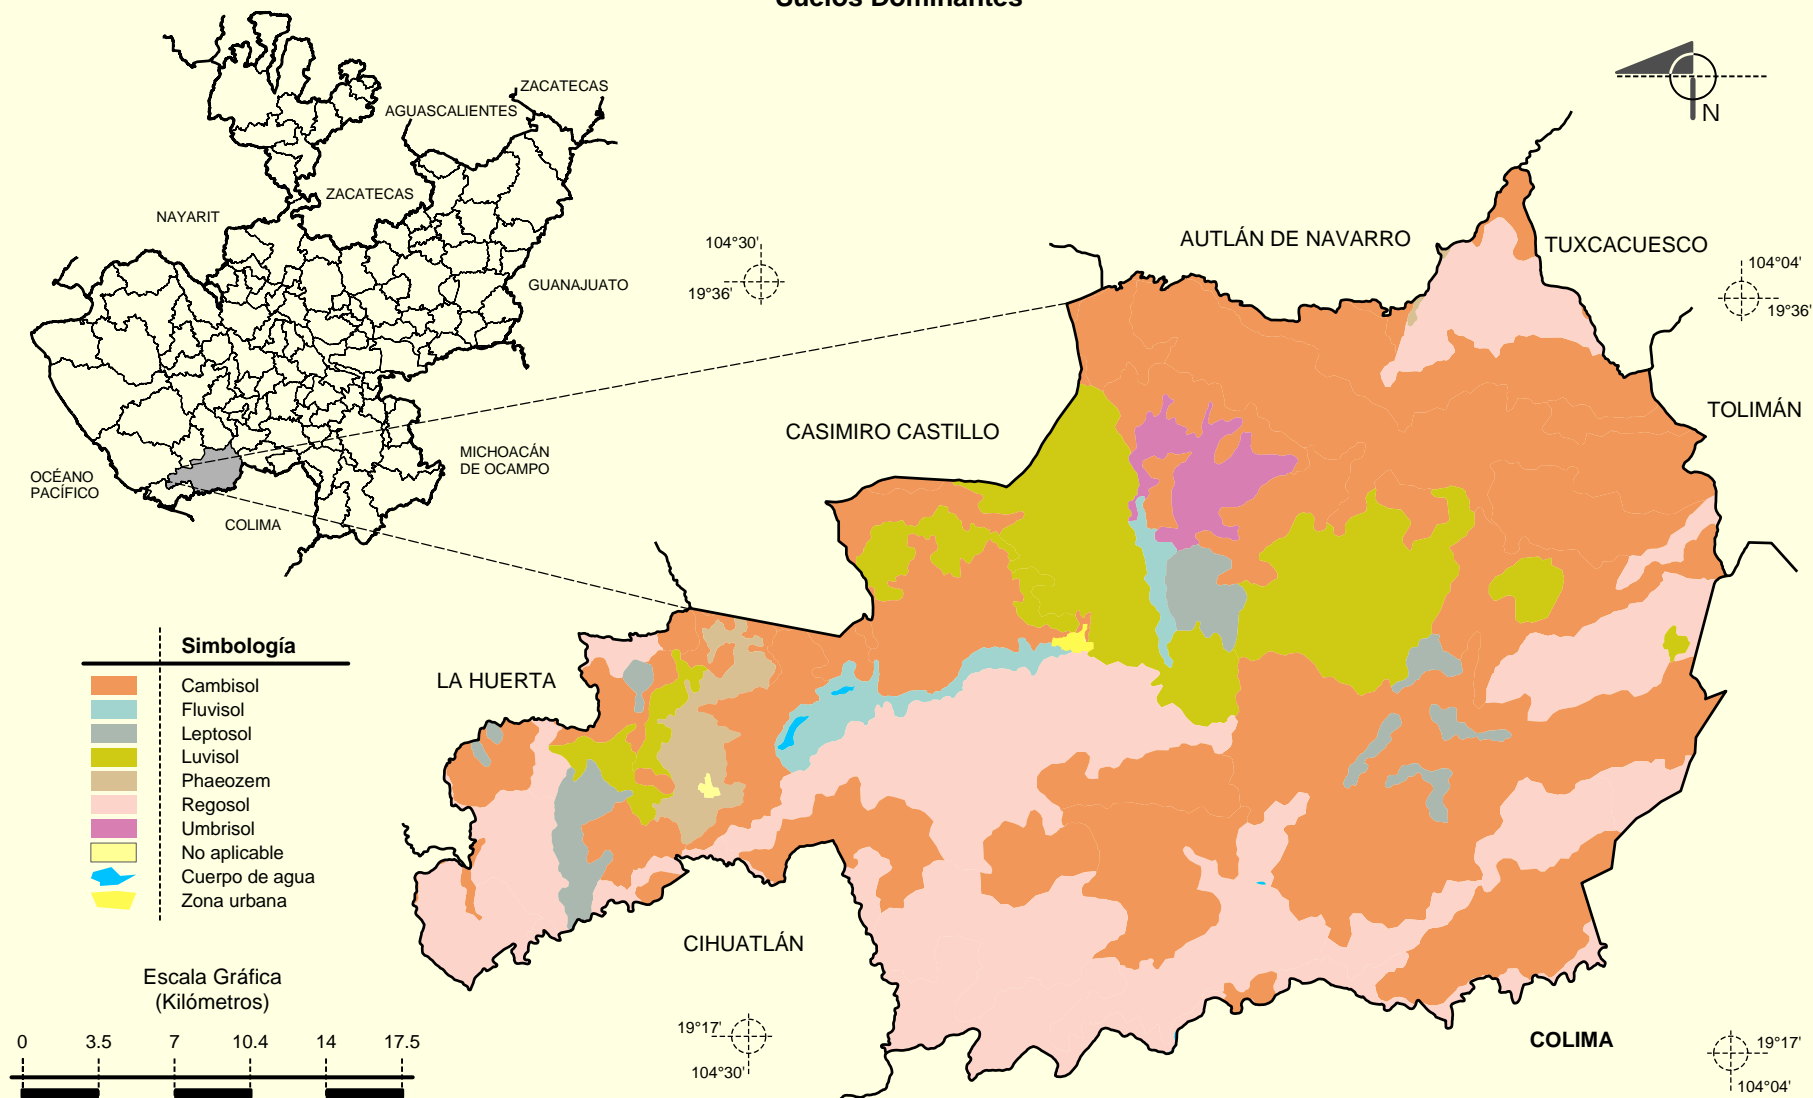 Suelos Dominantes
ZACATECAS
AGUASCALIENTES
ZACATECAS
NAYARIT
GUANAJUATO
MICHOACÁN
DE OCAMPO
OCÉANO
PACÍFICO
COLIMA
N
104°30'
19°36'
104°04'
19°36'
AUTLÁN DE NAVARRO
TUXCACUESCO
TOLIMÁN
CASIMIRO CASTILLO
LA HUERTA
CIHUATLÁN
COLIMA
Simbología
Cambisol
Fluvisol
Leptosol
Luvisol
Phaeozem
Regosol
Umbrisol
No aplicable
Cuerpo de agua
Zona urbana
Escala Gráfica
(Kilómetros)
0 3.5 7 10.4 14 17.5
19°17'
104°30'
19°17'
104°04'